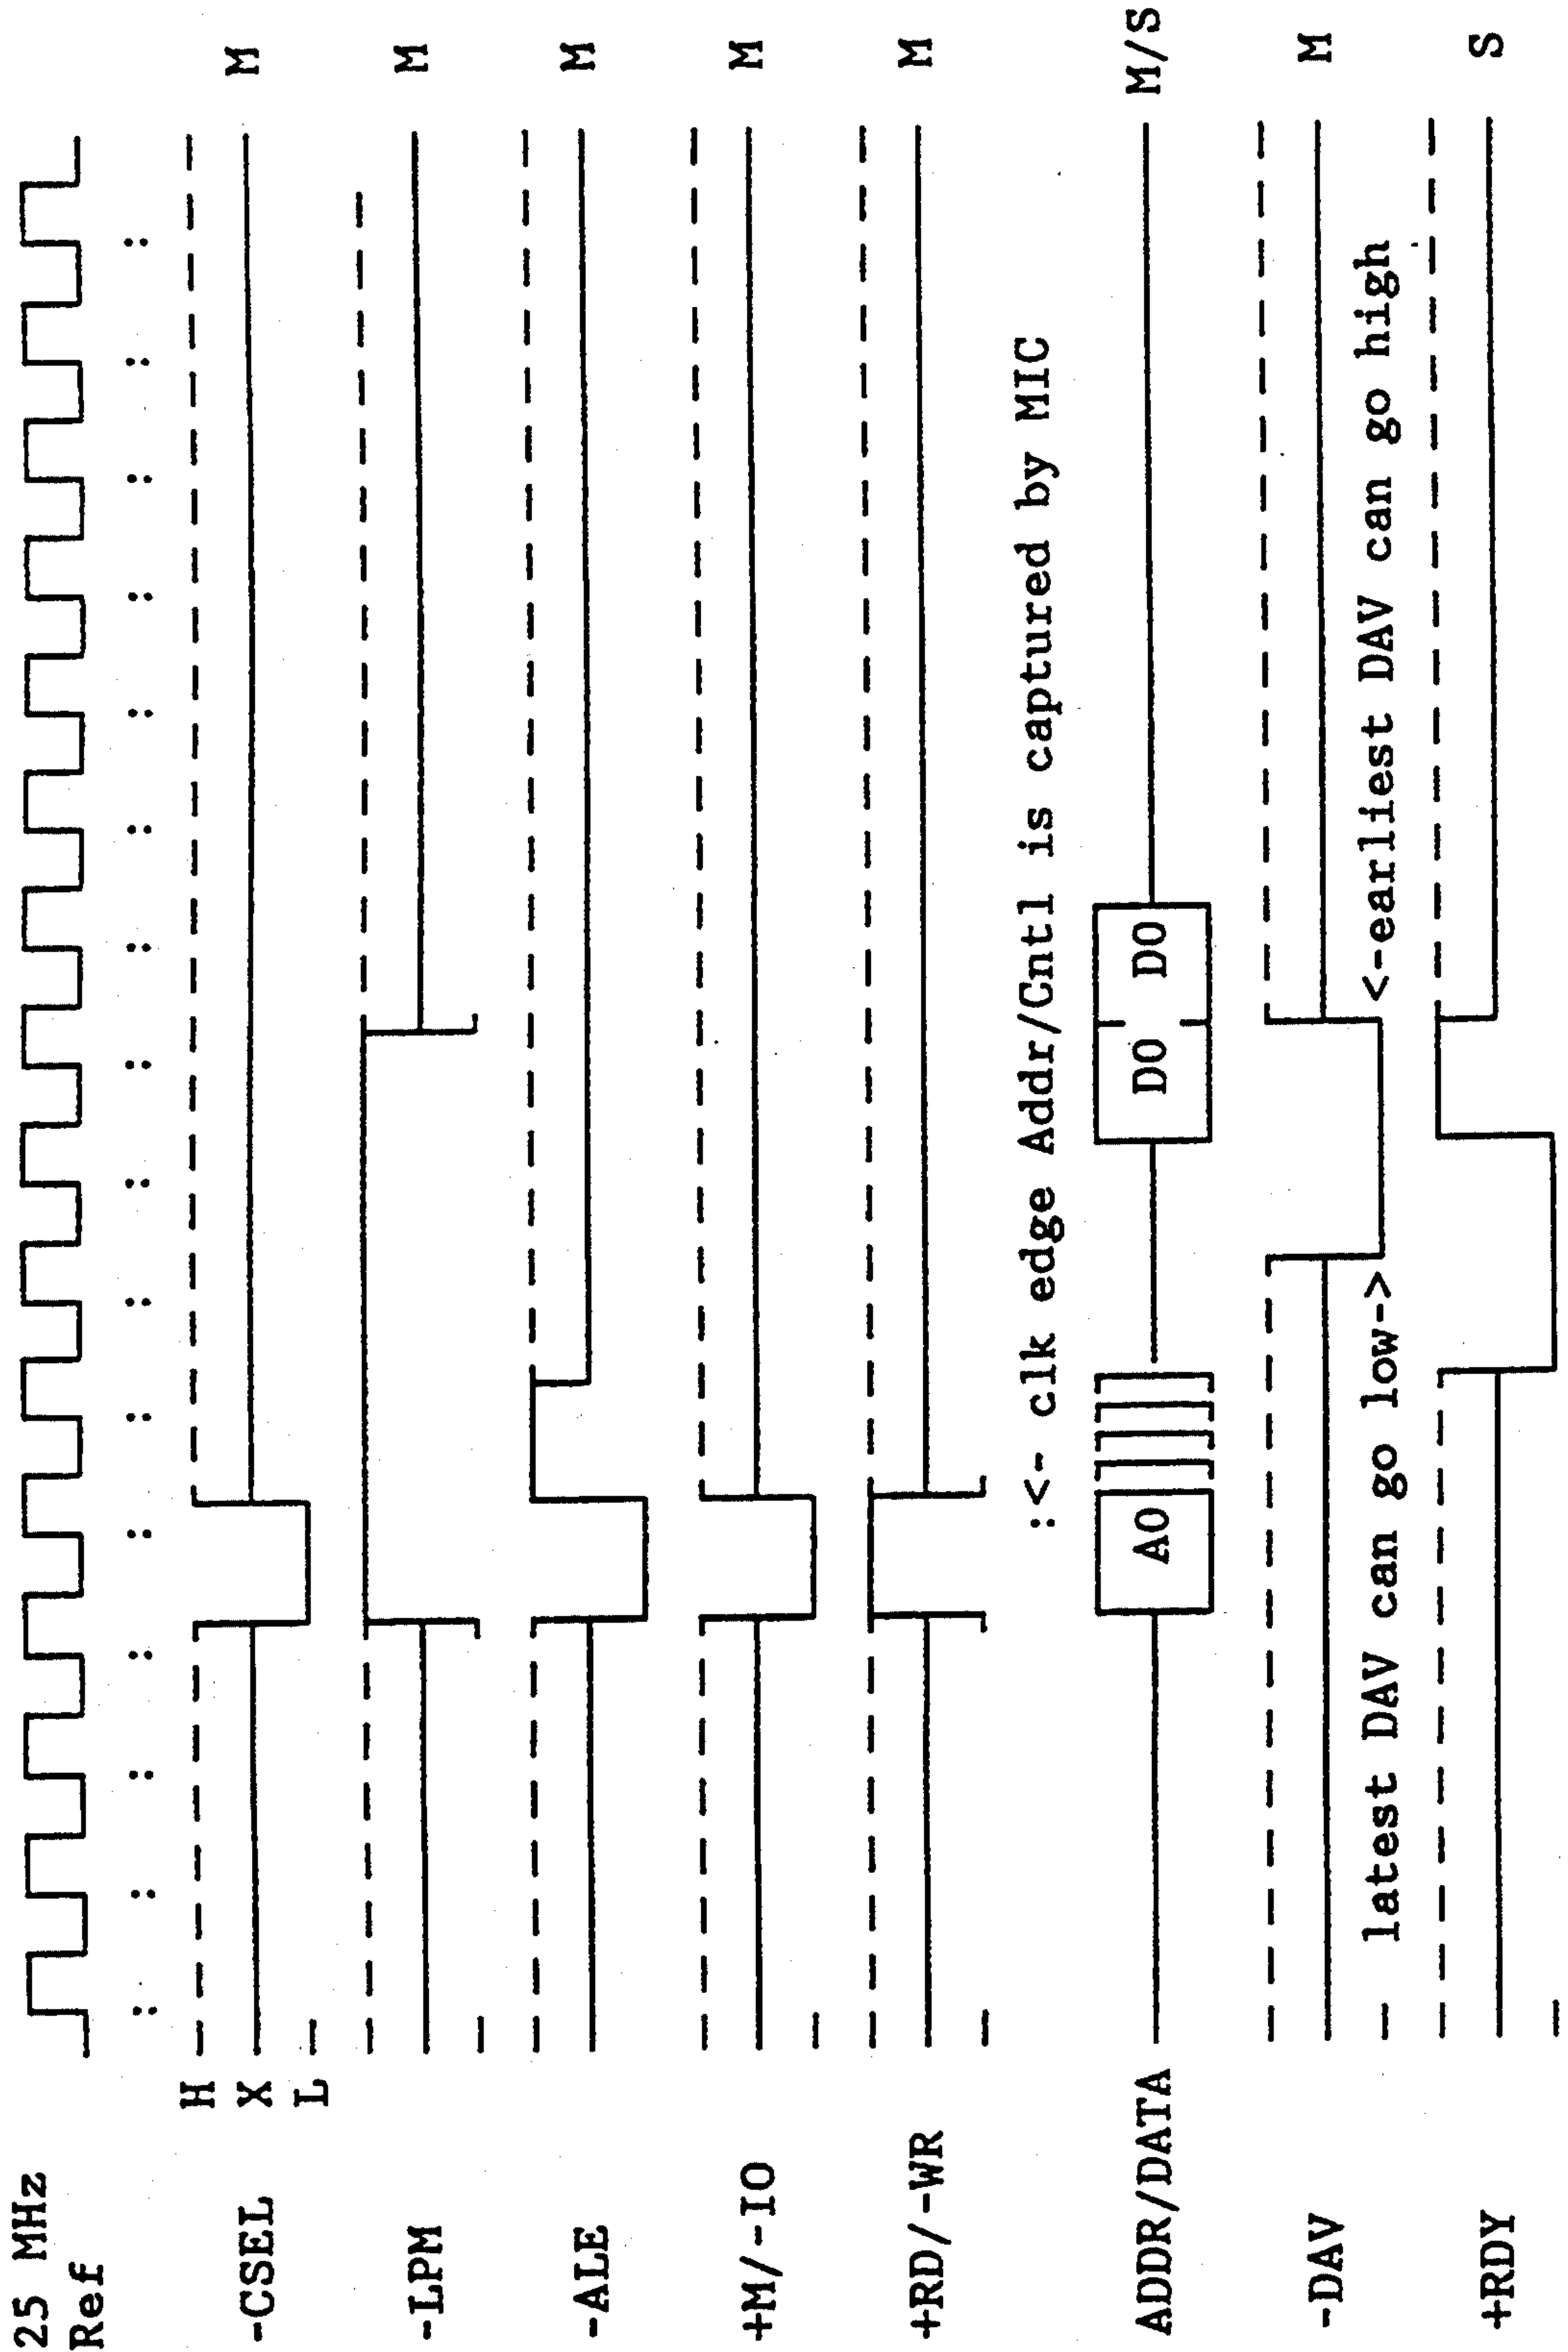 25 MHz
Ref
H
-CSEL X M
L
-LPM M
-ALE M
+M/-IO M
+RD/-WR M
:<- clk edge Addr/Cntl is captured by MIC
ADDR/DATA A0 D0 D0 M/S
-DAV M
latest DAV can go low-> <-earliest DAV can go high
+RDY S